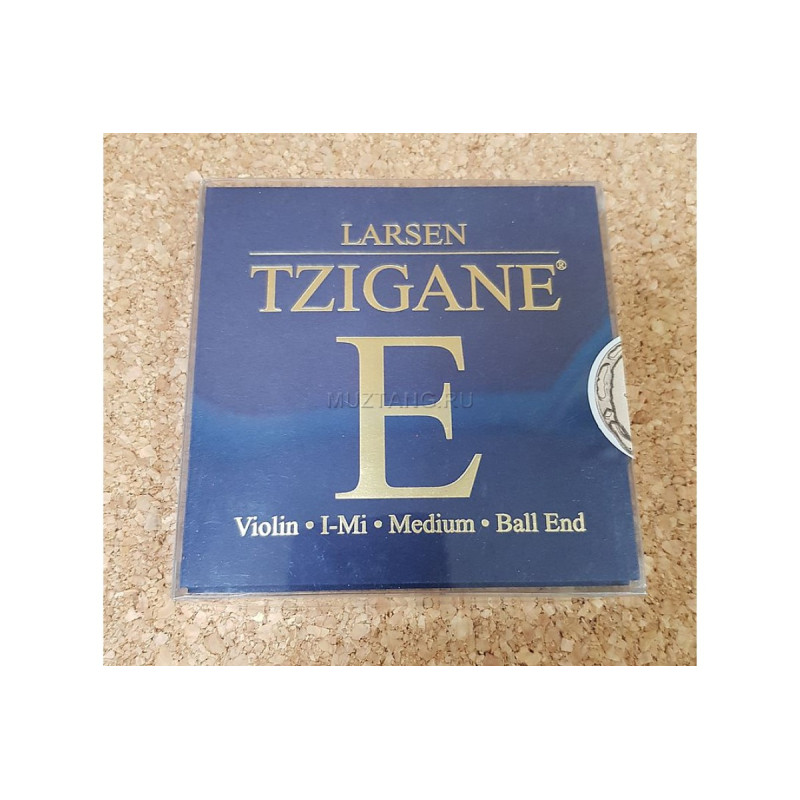 LARSEN
TZIGANE®
E
MUZTANG.RU
Violin • I-Mi • Medium • Ball End